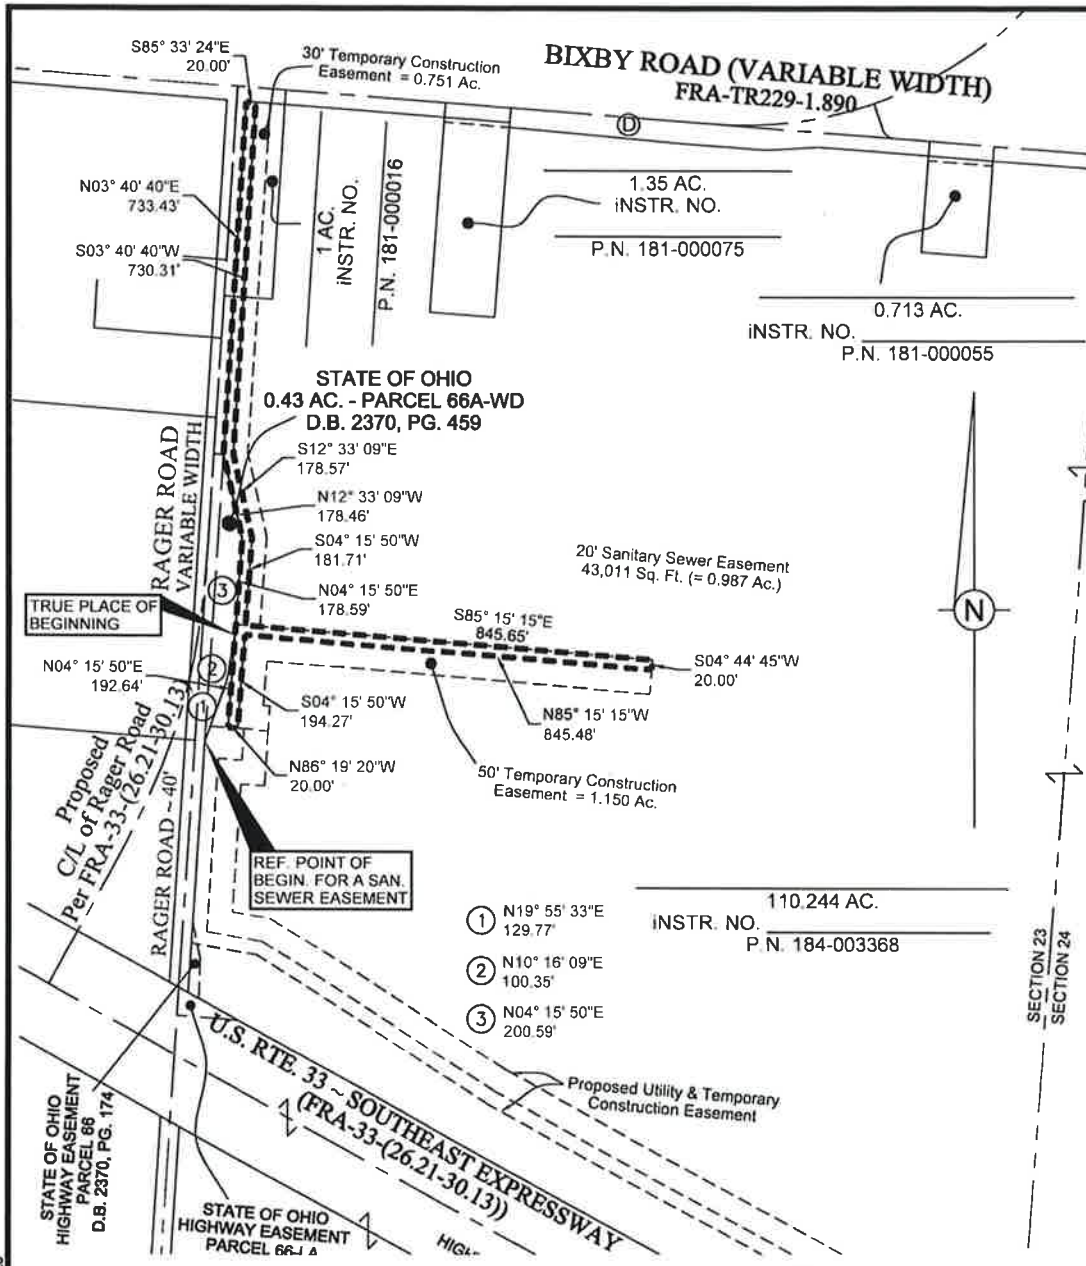 S85° 33' 24"E
20.00'
30' Temporary Construction
Easement = 0.751 Ac.
BIXBY ROAD (VARIABLE WIDTH)
FRA-TR229-1.890
D
N03° 40' 40"E
733.43'
S03° 40' 40"W
730.31'
1 AC.
iNSTR. NO.
P.N. 181-000016
1.35 AC.
iNSTR. NO.
P.N. 181-000075
0.713 AC.
iNSTR. NO.
P.N. 181-000055
STATE OF OHIO
0.43 AC. - PARCEL 66A-WD
D.B. 2370, PG. 459
RAGER ROAD
VARIABLE WIDTH
S12° 33' 09"E
178.57'
N12° 33' 09"W
178.46'
S04° 15' 50"W
181.71'
N04° 15' 50"E
178.59'
20' Sanitary Sewer Easement
43,011 Sq. Ft. (= 0.987 Ac.)
N
3
TRUE PLACE OF
BEGINNING
S85° 15' 15"E
845.65'
S04° 44' 45"W
20.00'
N04° 15' 50"E
192.64'
2
1
S04° 15' 50"W
194.27'
N85° 15' 15"W
845.48'
N86° 19' 20"W
20.00'
50' Temporary Construction
Easement = 1.150 Ac.
Proposed
C/L of Rager Road
Per FRA-33-(26.21-30.13)
RAGER ROAD ~ 40'
REF. POINT OF
BEGIN. FOR A SAN.
SEWER EASEMENT
110.244 AC.
iNSTR. NO.
P.N. 184-003368
1 N19° 55' 33"E
129.77'
2 N10° 16' 09"E
100.35'
3 N04° 15' 50"E
200.59'
SECTION 23
SECTION 24
U.S. RTE. 33 ~ SOUTHEAST EXPRESSWAY
(FRA-33-(26.21-30.13))
Proposed Utility & Temporary
Construction Easement
STATE OF OHIO
HIGHWAY EASEMENT
PARCEL 66
D.B. 2370, PG. 174
STATE OF OHIO
HIGHWAY EASEMENT
PARCEL 66-LA